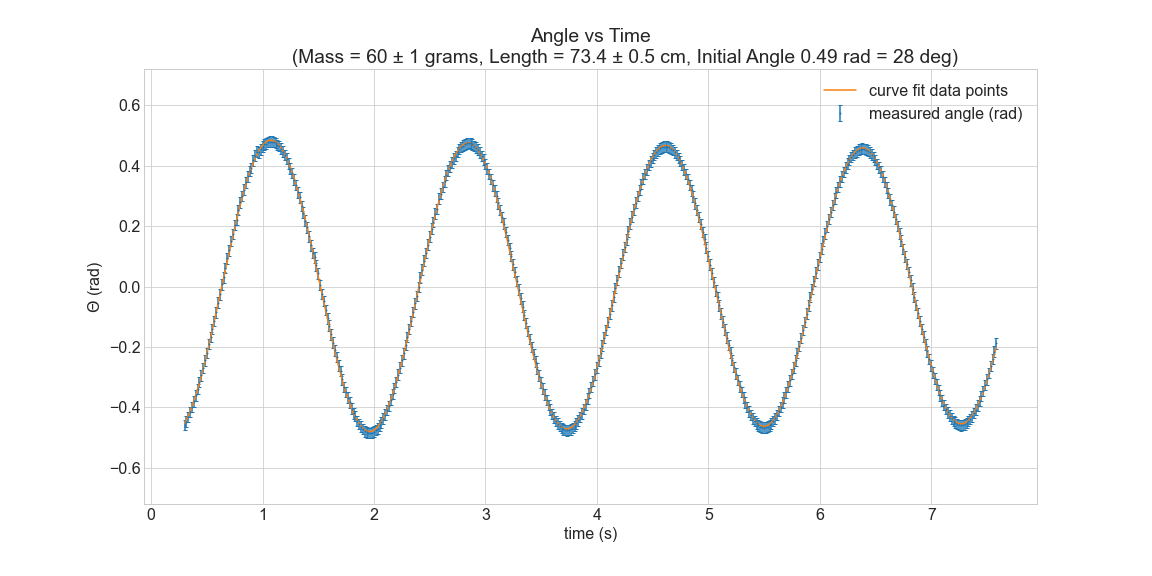 Angle vs Time
(Mass = 60 ± 1 grams, Length = 73.4 ± 0.5 cm, Initial Angle 0.49 rad = 28 deg)
curve fit data points
measured angle (rad)
0.6
0.4
0.2
0.0
−0.2
−0.4
−0.6
Θ (rad)
0 1 2 3 4 5 6 7
time (s)